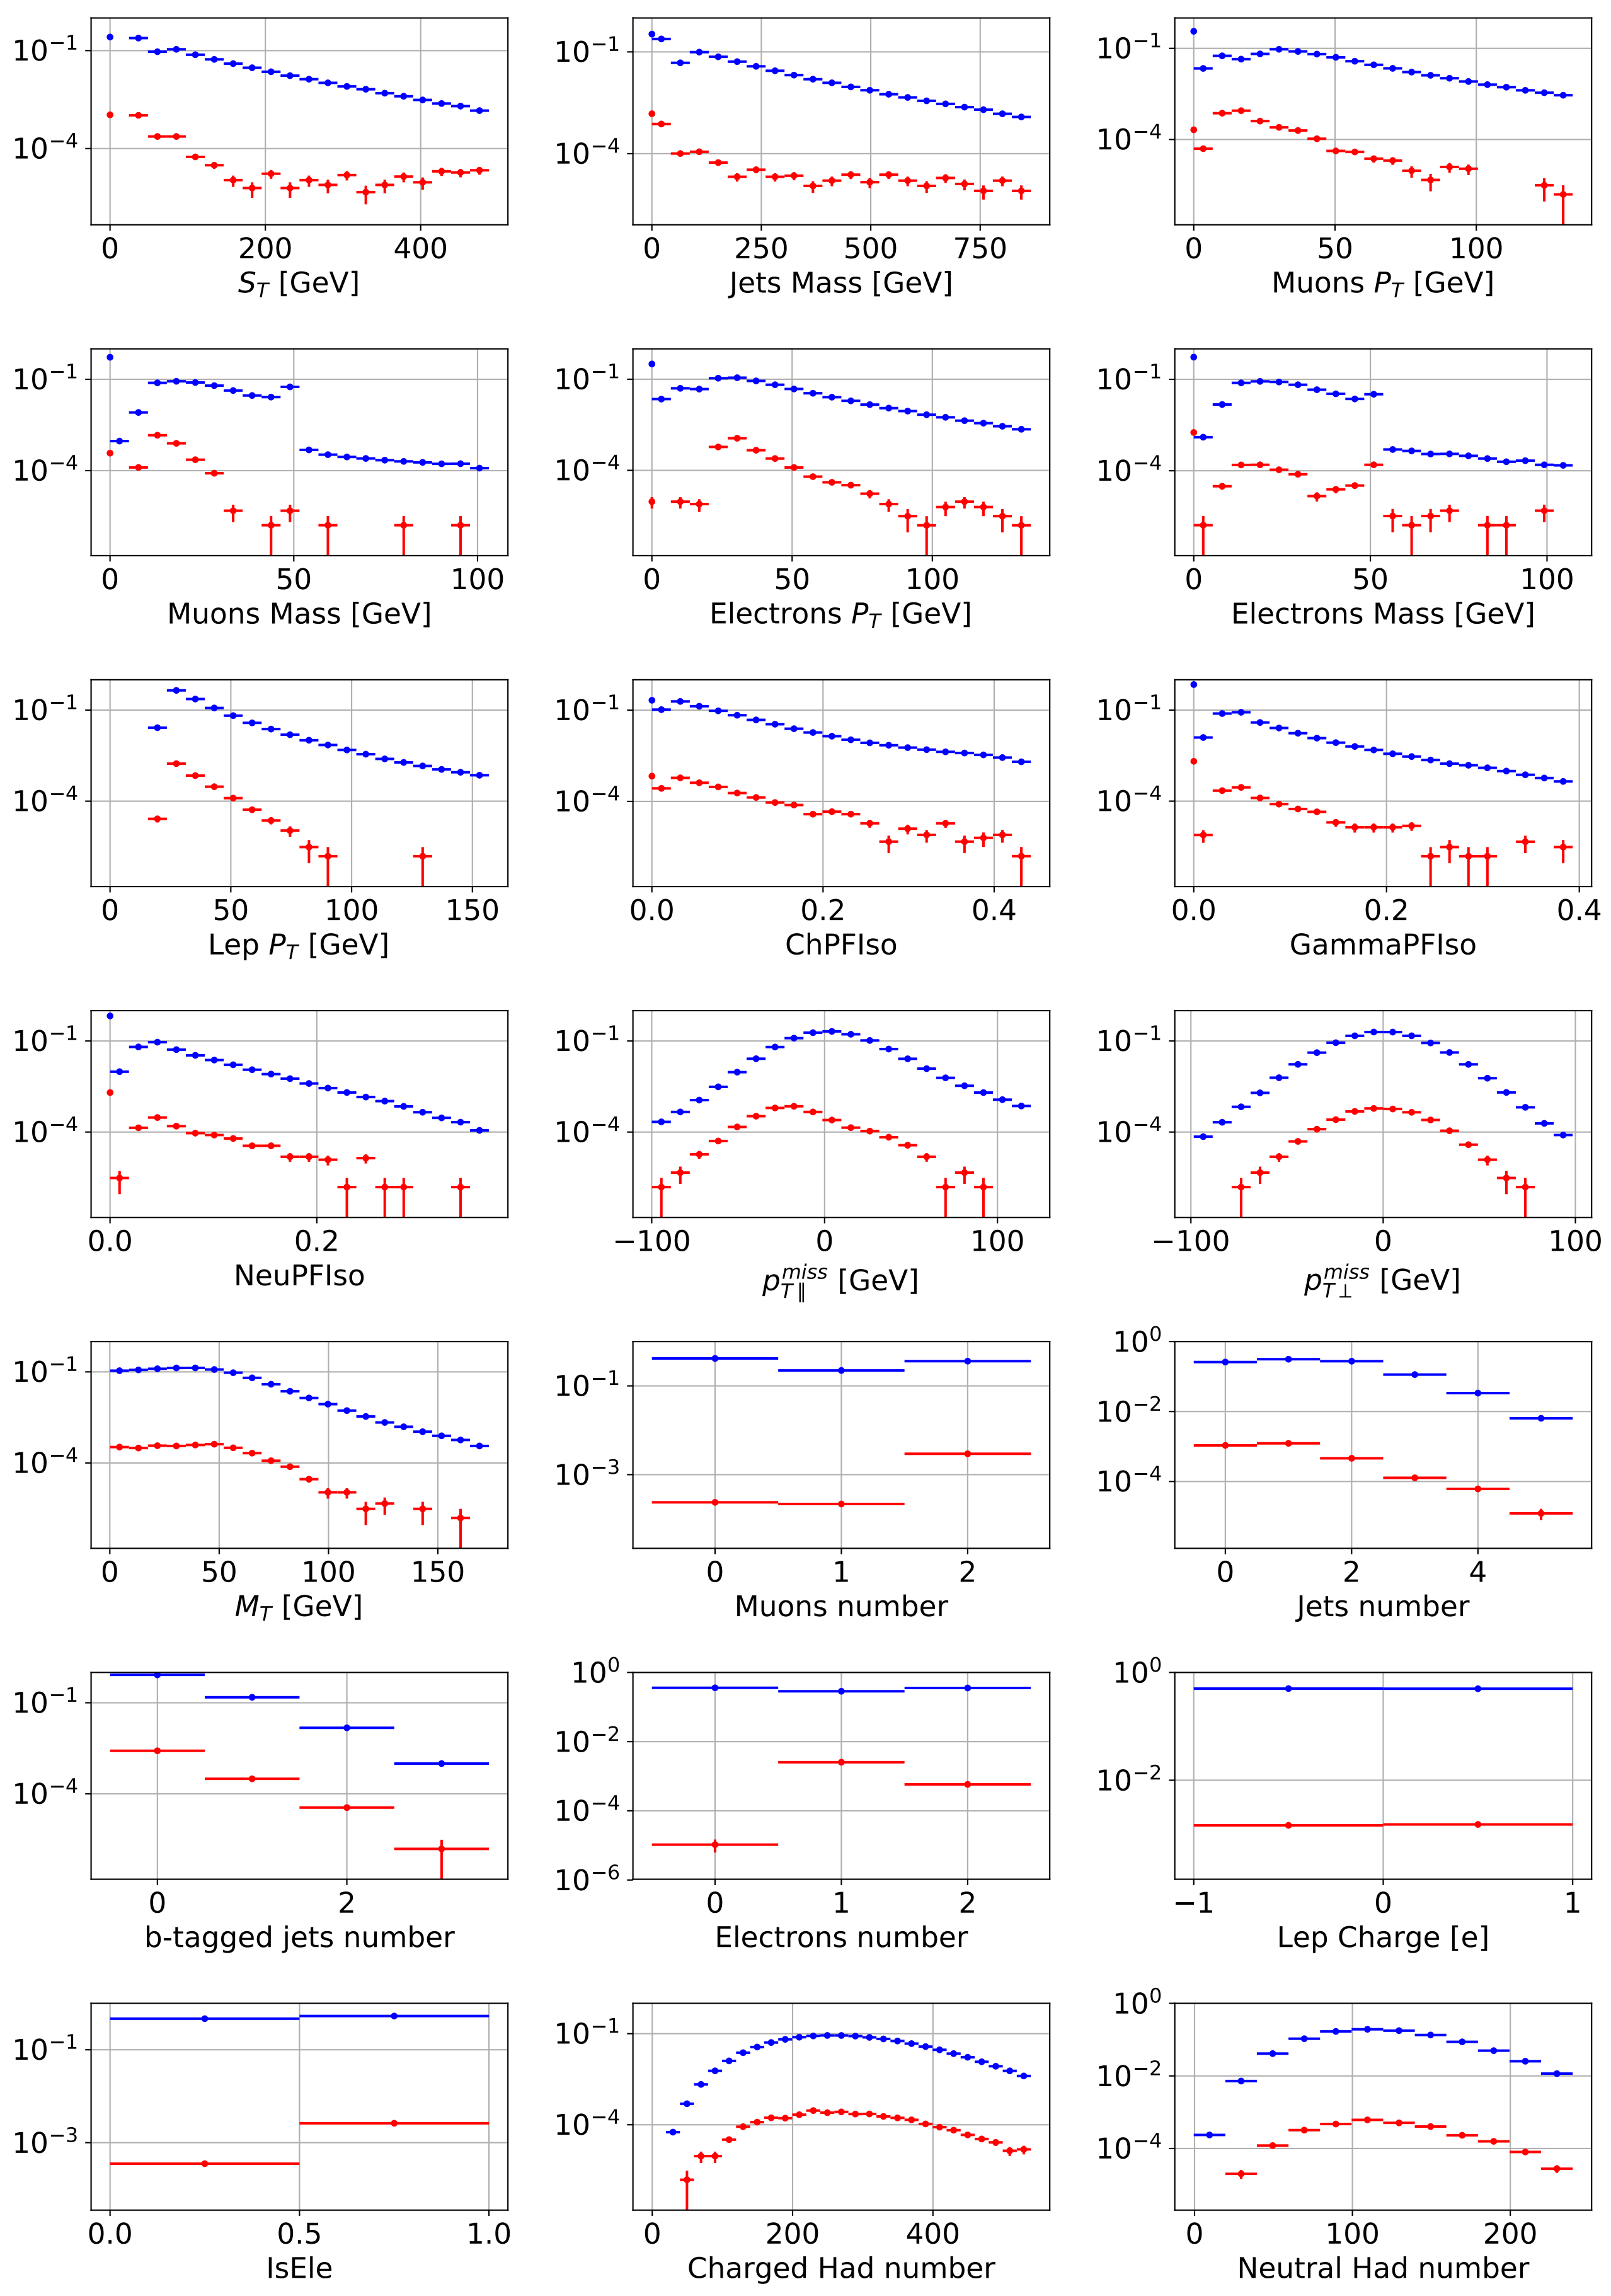 10⁻¹ 10⁻¹ 10⁻¹
10⁻⁴ 10⁻⁴ 10⁻⁴
0 200 400 0 250 500 750 0 50 100
S_T [GeV] Jets Mass [GeV] Muons P_T [GeV]
10⁻¹ 10⁻¹ 10⁻¹
10⁻⁴ 10⁻⁴ 10⁻⁴
0 50 100 0 50 100 0 50 100
Muons Mass [GeV] Electrons P_T [GeV] Electrons Mass [GeV]
10⁻¹ 10⁻¹ 10⁻¹
10⁻⁴ 10⁻⁴ 10⁻⁴
0 50 100 150 0.0 0.2 0.4 0.0 0.2 0.4
Lep P_T [GeV] ChPFIso GammaPFIso
10⁻¹ 10⁻¹ 10⁻¹
10⁻⁴ 10⁻⁴ 10⁻⁴
0.0 0.2 −100 0 100 −100 0 100
NeuPFIso p_{T∥}^{miss} [GeV] p_{T⊥}^{miss} [GeV]
10⁻¹ 10⁻¹ 10⁰
10⁻²
10⁻⁴ 10⁻³ 10⁻⁴
0 50 100 150 0 1 2 0 2 4
M_T [GeV] Muons number Jets number
10⁻¹ 10⁰ 10⁰
10⁻² 10⁻²
10⁻⁴ 10⁻⁴
10⁻⁶
0 2 0 1 2 −1 0 1
b-tagged jets number Electrons number Lep Charge [e]
10⁻¹ 10⁻¹ 10⁰
10⁻²
10⁻³ 10⁻⁴ 10⁻⁴
0.0 0.5 1.0 0 200 400 0 100 200
IsEle Charged Had number Neutral Had number